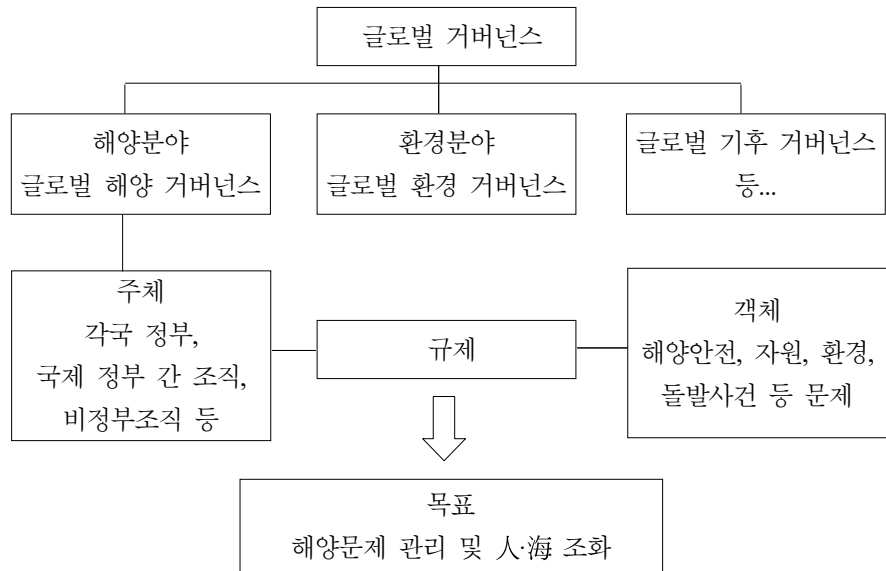 글로벌 거버넌스
해양분야
글로벌 해양 거버넌스
환경분야
글로벌 환경 거버넌스
글로벌 기후 거버넌스
등...
주체
각국 정부,
국제 정부 간 조직,
비정부조직 등
규제
객체
해양안전, 자원, 환경,
돌발사건 등 문제
목표
해양문제 관리 및 人·海 조화